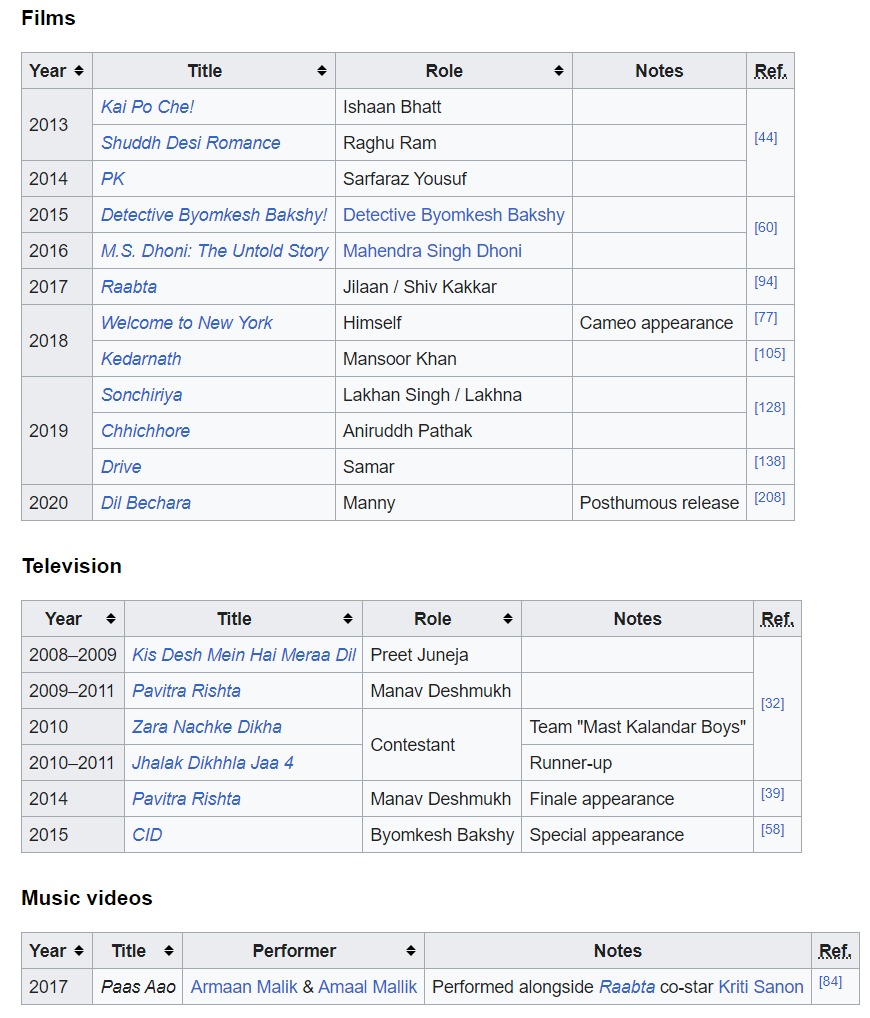 Films
Year Title Role Notes Ref.
2013 Kai Po Che! Ishaan Bhatt [44]
Shuddh Desi Romance Raghu Ram
2014 PK Sarfaraz Yousuf
2015 Detective Byomkesh Bakshy! Detective Byomkesh Bakshy [60]
2016 M.S. Dhoni: The Untold Story Mahendra Singh Dhoni
2017 Raabta Jilaan / Shiv Kakkar [94]
2018 Welcome to New York Himself Cameo appearance [77]
Kedarnath Mansoor Khan [105]
2019 Sonchiriya Lakhan Singh / Lakhna [128]
Chhichhore Aniruddh Pathak
Drive Samar [138]
2020 Dil Bechara Manny Posthumous release [208]
Television
Year Title Role Notes Ref.
2008–2009 Kis Desh Mein Hai Meraa Dil Preet Juneja [32]
2009–2011 Pavitra Rishta Manav Deshmukh
2010 Zara Nachke Dikha Contestant Team "Mast Kalandar Boys"
2010–2011 Jhalak Dikhhla Jaa 4 Runner-up
2014 Pavitra Rishta Manav Deshmukh Finale appearance [39]
2015 CID Byomkesh Bakshy Special appearance [58]
Music videos
Year Title Performer Notes Ref.
2017 Paas Aao Armaan Malik & Amaal Mallik Performed alongside Raabta co-star Kriti Sanon [84]